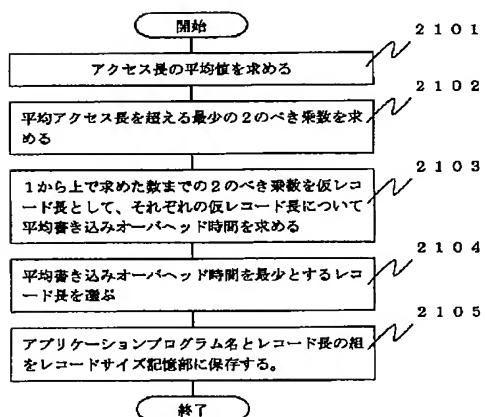 開始
2101
アクセス長の平均値を求める
2102
平均アクセス長を超える最少の2のべき乗数を求
める
2103
1から上で求めた数までの2のべき乗数を仮レコ
ード長として、それぞれの仮レコード長について
平均書き込みオーバヘッド時間を求める
2104
平均書き込みオーバヘッド時間を最少とするレコ
ード長を選ぶ
2105
アプリケーションプログラム名とレコード長の組
をレコードサイズ記憶部に保存する。
終了